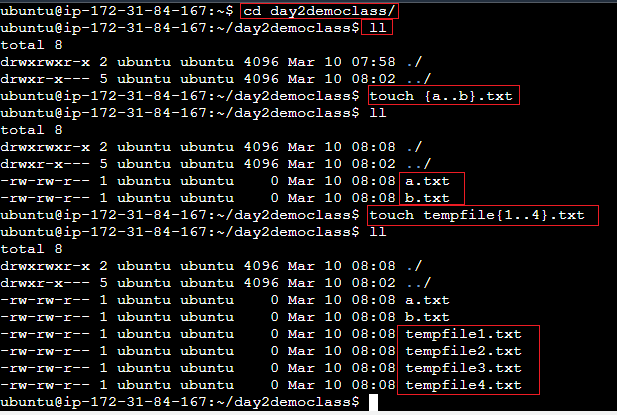 ubuntu@ip-172-31-84-167:~$ cd day2democlass/
ubuntu@ip-172-31-84-167:~/day2democlass$ ll
total 8
drwxrwxr-x 2 ubuntu ubuntu 4096 Mar 10 07:58 ./
drwxr-x--- 5 ubuntu ubuntu 4096 Mar 10 08:02 ../
ubuntu@ip-172-31-84-167:~/day2democlass$ touch {a..b}.txt
ubuntu@ip-172-31-84-167:~/day2democlass$ ll
total 8
drwxrwxr-x 2 ubuntu ubuntu 4096 Mar 10 08:08 ./
drwxr-x--- 5 ubuntu ubuntu 4096 Mar 10 08:02 ../
-rw-rw-r-- 1 ubuntu ubuntu    0 Mar 10 08:08 a.txt
-rw-rw-r-- 1 ubuntu ubuntu    0 Mar 10 08:08 b.txt
ubuntu@ip-172-31-84-167:~/day2democlass$ touch tempfile{1..4}.txt
ubuntu@ip-172-31-84-167:~/day2democlass$ ll
total 8
drwxrwxr-x 2 ubuntu ubuntu 4096 Mar 10 08:08 ./
drwxr-x--- 5 ubuntu ubuntu 4096 Mar 10 08:02 ../
-rw-rw-r-- 1 ubuntu ubuntu    0 Mar 10 08:08 a.txt
-rw-rw-r-- 1 ubuntu ubuntu    0 Mar 10 08:08 b.txt
-rw-rw-r-- 1 ubuntu ubuntu    0 Mar 10 08:08 tempfile1.txt
-rw-rw-r-- 1 ubuntu ubuntu    0 Mar 10 08:08 tempfile2.txt
-rw-rw-r-- 1 ubuntu ubuntu    0 Mar 10 08:08 tempfile3.txt
-rw-rw-r-- 1 ubuntu ubuntu    0 Mar 10 08:08 tempfile4.txt
ubuntu@ip-172-31-84-167:~/day2democlass$